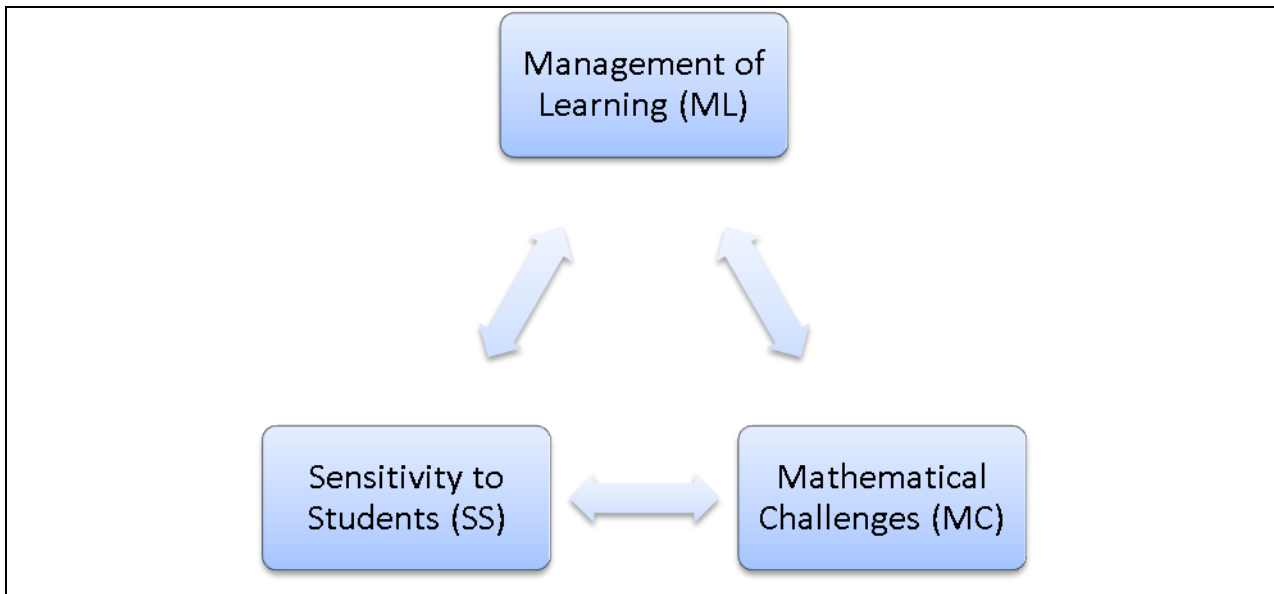 Management of
Learning (ML)
Sensitivity to
Students (SS)
Mathematical
Challenges (MC)